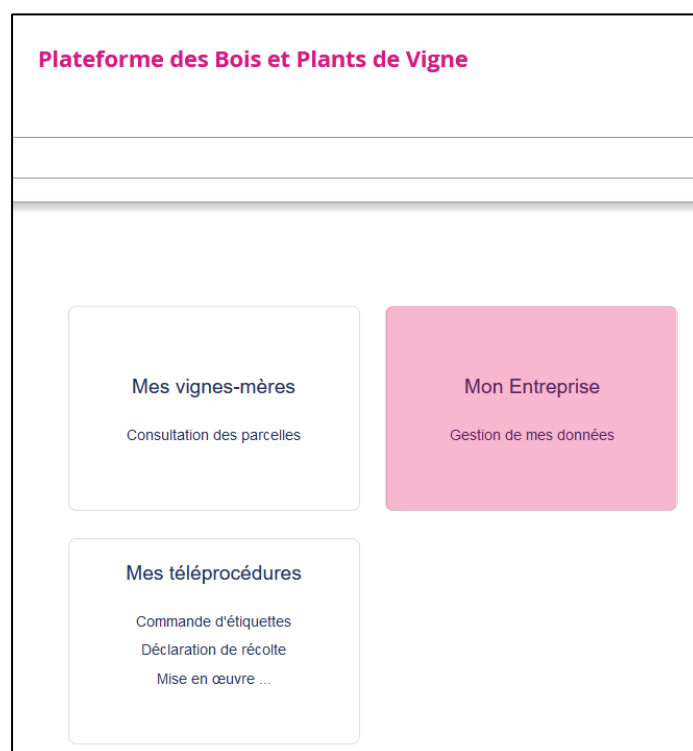 Plateforme des Bois et Plants de Vigne
Mes vignes-mères
Consultation des parcelles
Mon Entreprise
Gestion de mes données
Mes téléprocédures
Commande d'étiquettes
Déclaration de récolte
Mise en œuvre ...